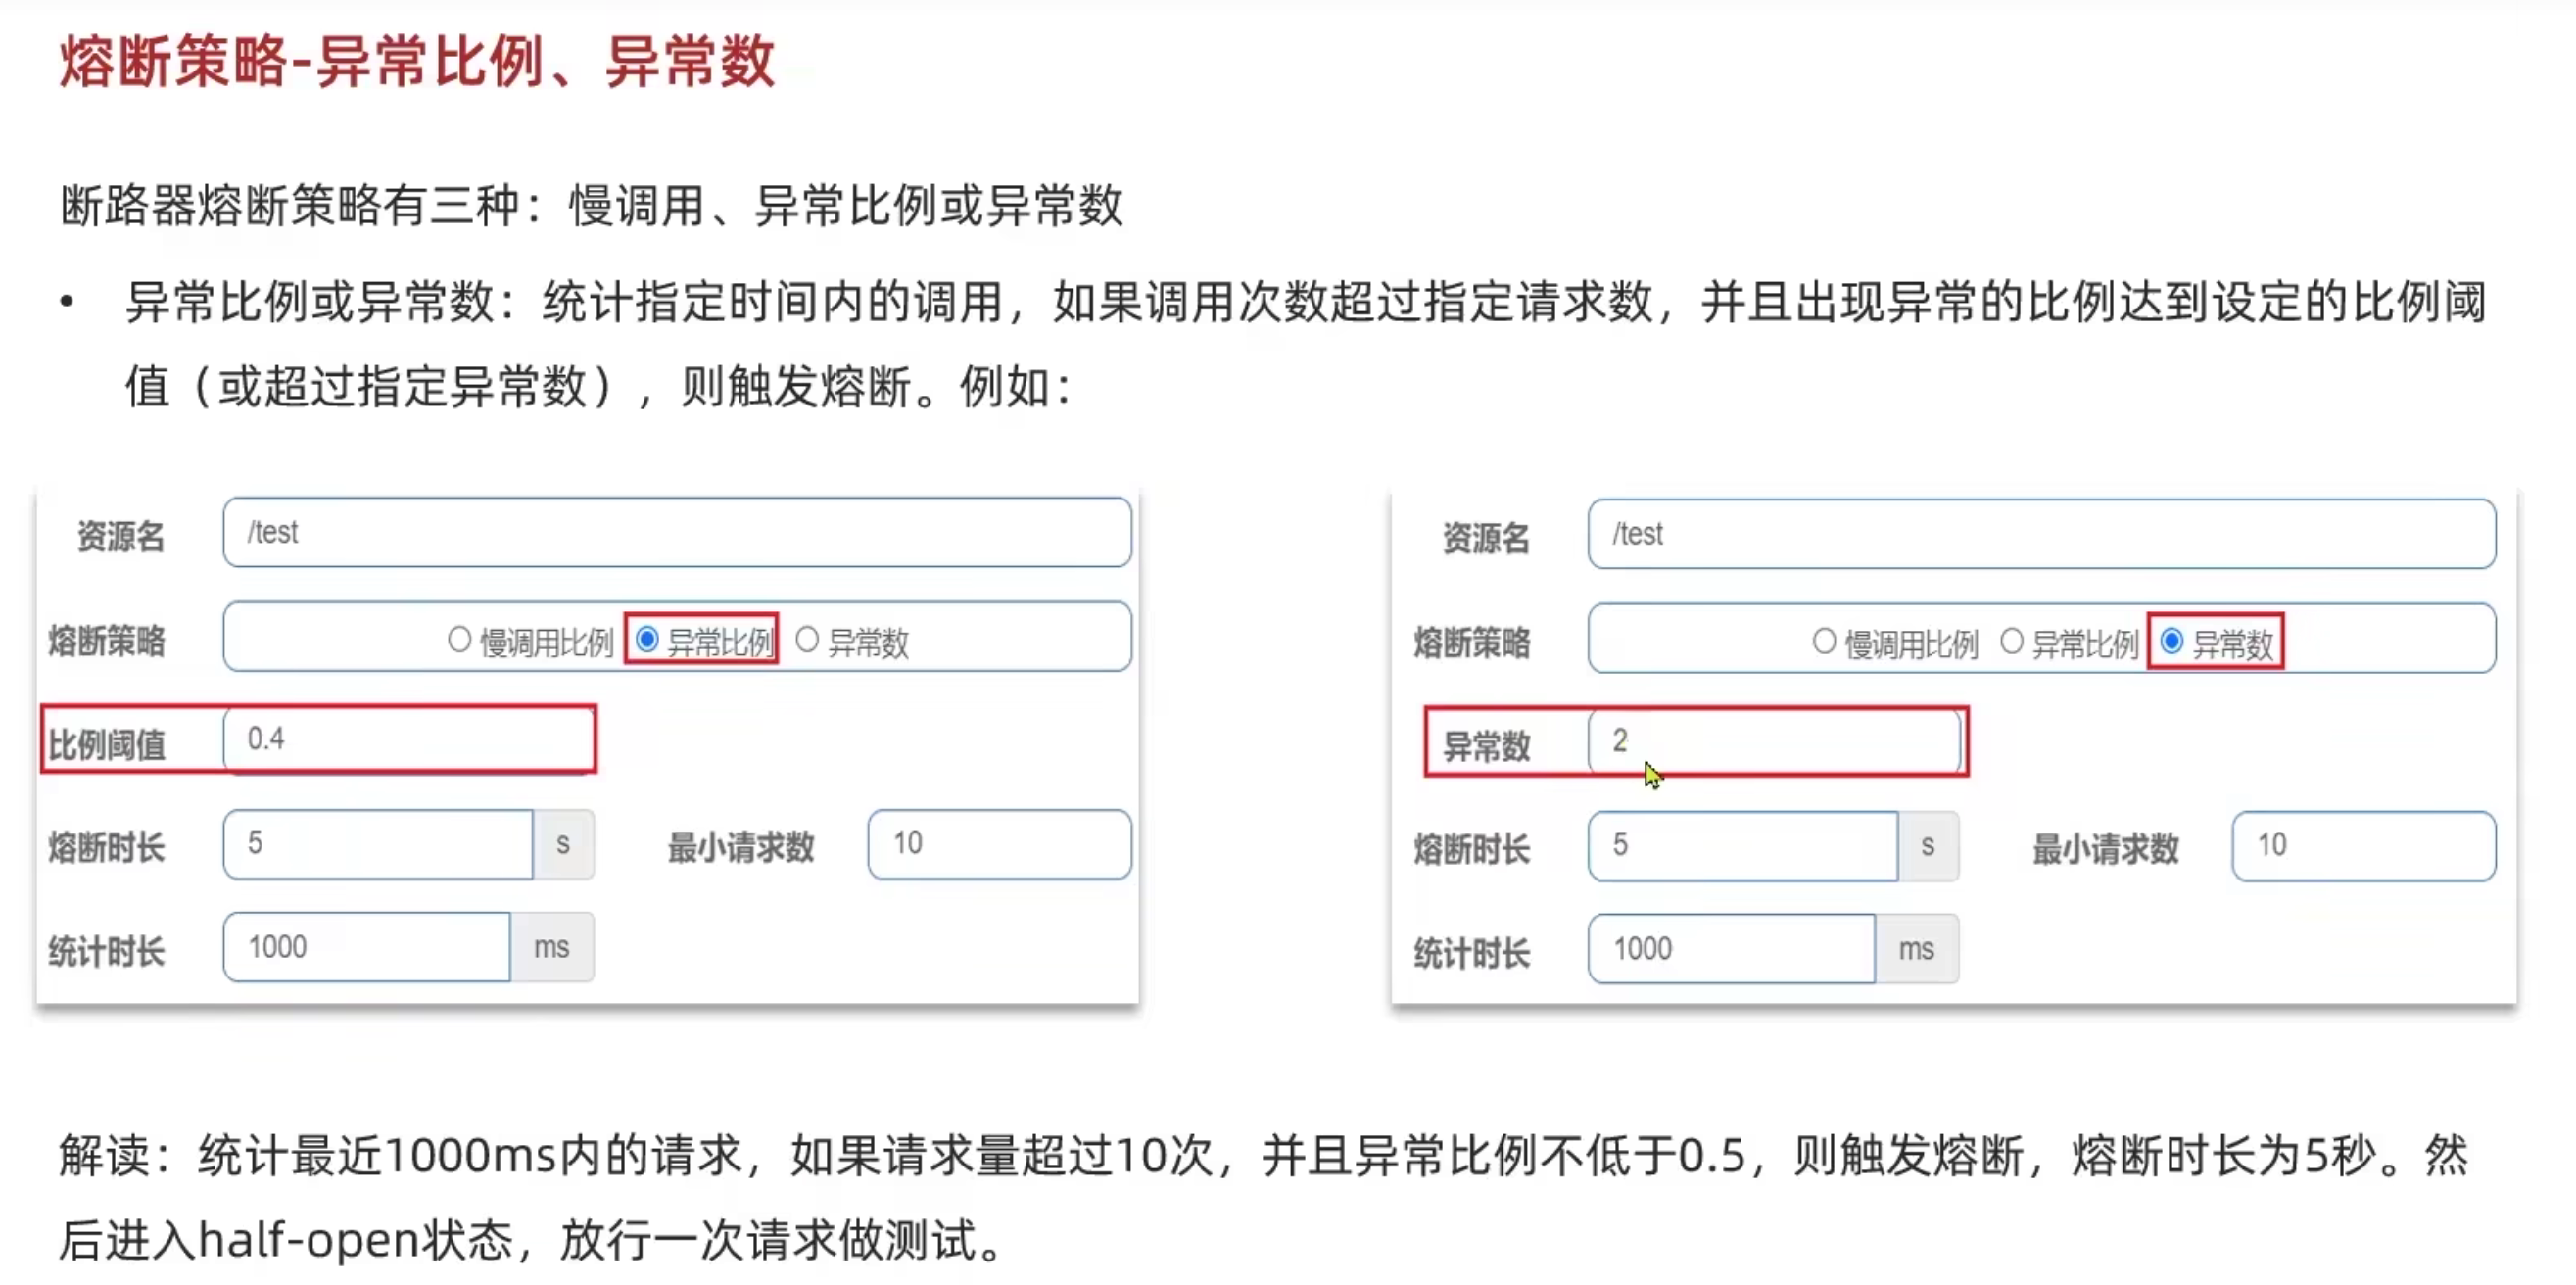 熔断策略-异常比例、异常数
断路器熔断策略有三种：慢调用、异常比例或异常数
• 异常比例或异常数：统计指定时间内的调用，如果调用次数超过指定请求数，并且出现异常的比例达到设定的比例阈
值（或超过指定异常数），则触发熔断。例如：
资源名 /test
熔断策略 慢调用比例 异常比例 异常数
比例阈值 0.4
熔断时长 5 s 最小请求数 10
统计时长 1000 ms
资源名 /test
熔断策略 慢调用比例 异常比例 异常数
异常数 2
熔断时长 5 s 最小请求数 10
统计时长 1000 ms
解读：统计最近1000ms内的请求，如果请求量超过10次，并且异常比例不低于0.5，则触发熔断，熔断时长为5秒。然
后进入half-open状态，放行一次请求做测试。